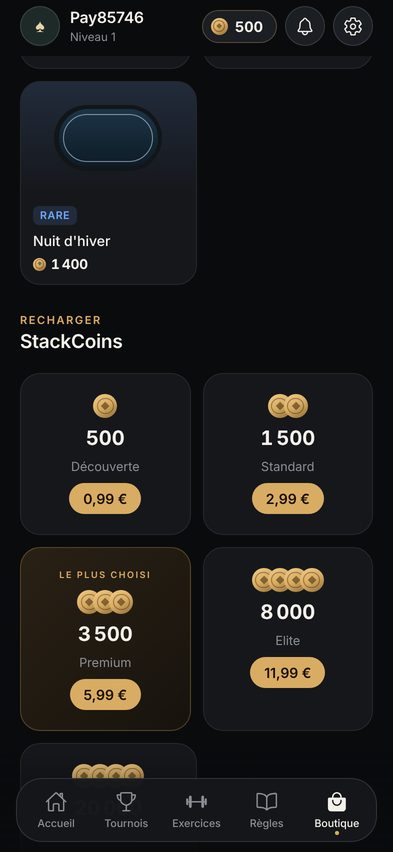 Pay85746
Niveau 1
500
RARE
Nuit d'hiver
1 400
RECHARGER
StackCoins
500
Découverte
0,99 €
1 500
Standard
2,99 €
LE PLUS CHOISI
3 500
Premium
5,99 €
8 000
Elite
11,99 €
Accueil
Tournois
Exercices
Règles
Boutique